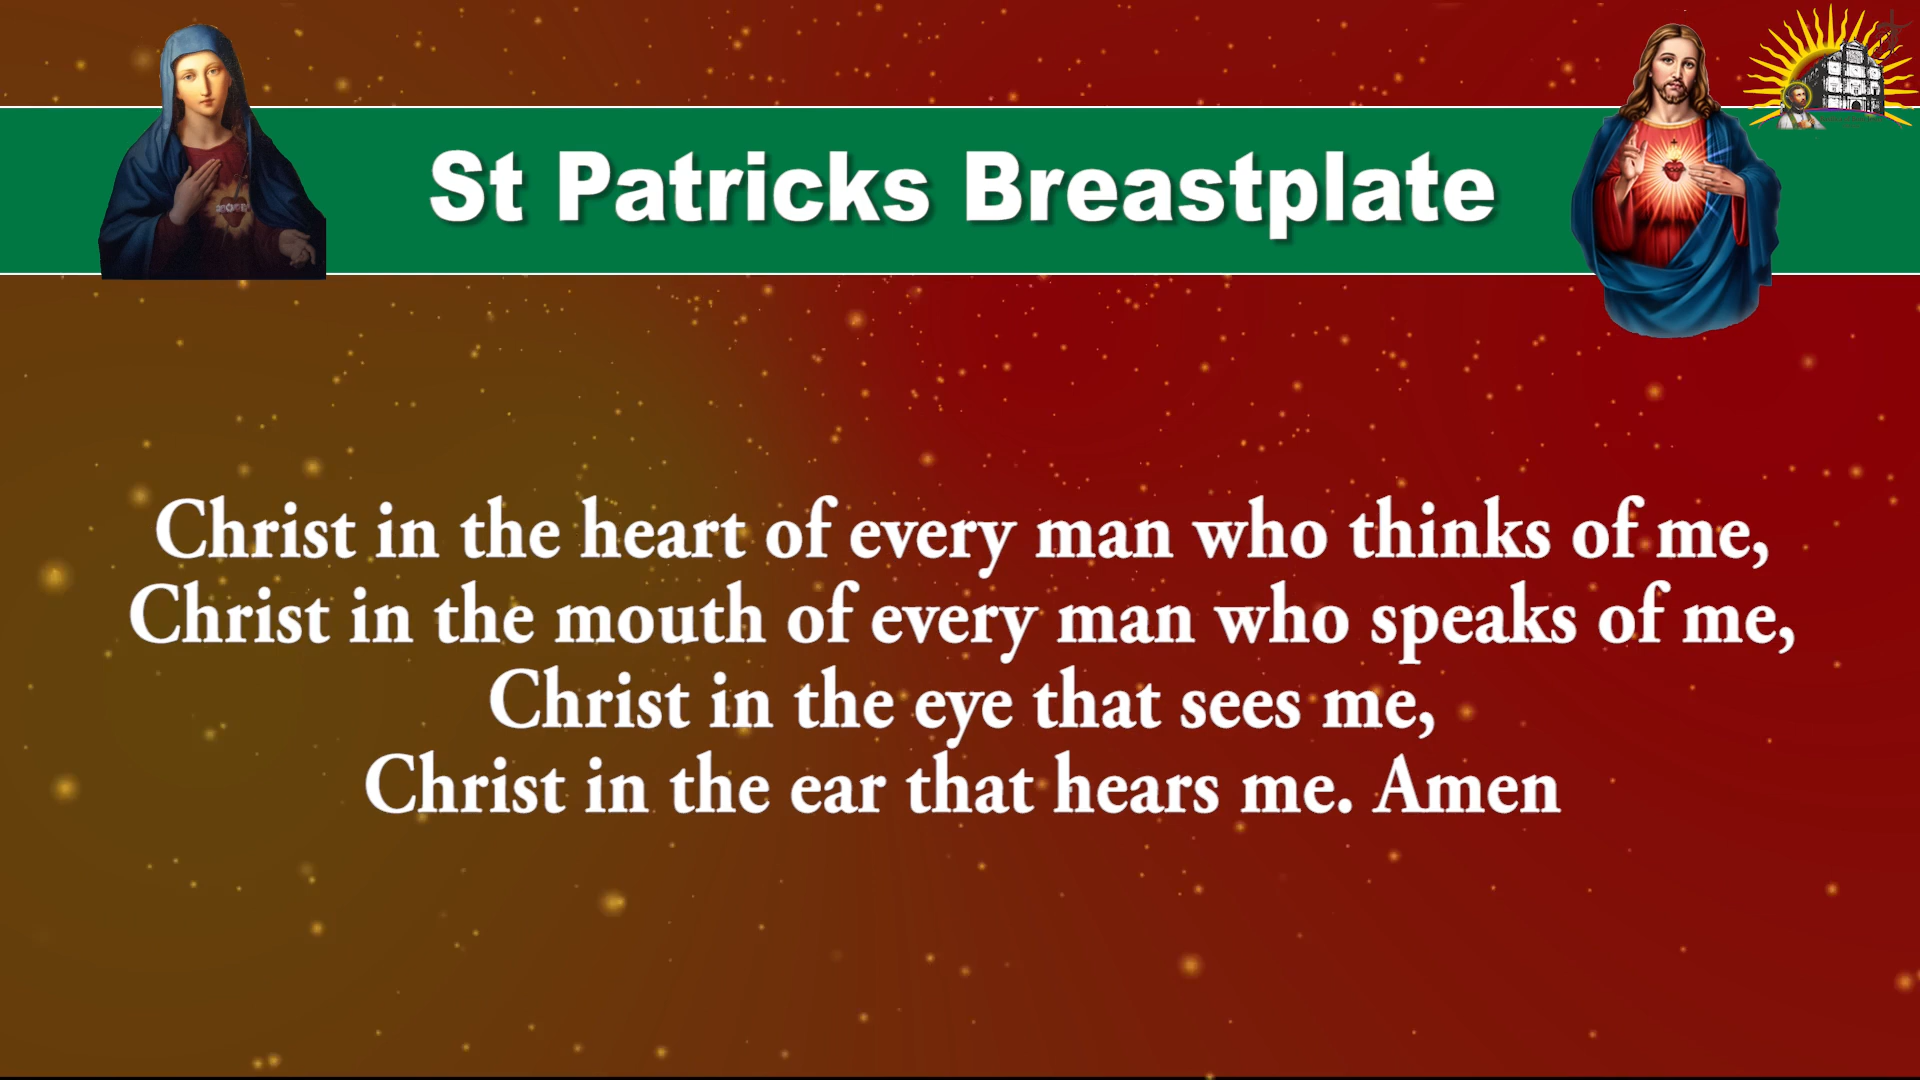 St Patricks Breastplate
Christ in the heart of every man who thinks of me,
Christ in the mouth of every man who speaks of me,
Christ in the eye that sees me,
Christ in the ear that hears me. Amen